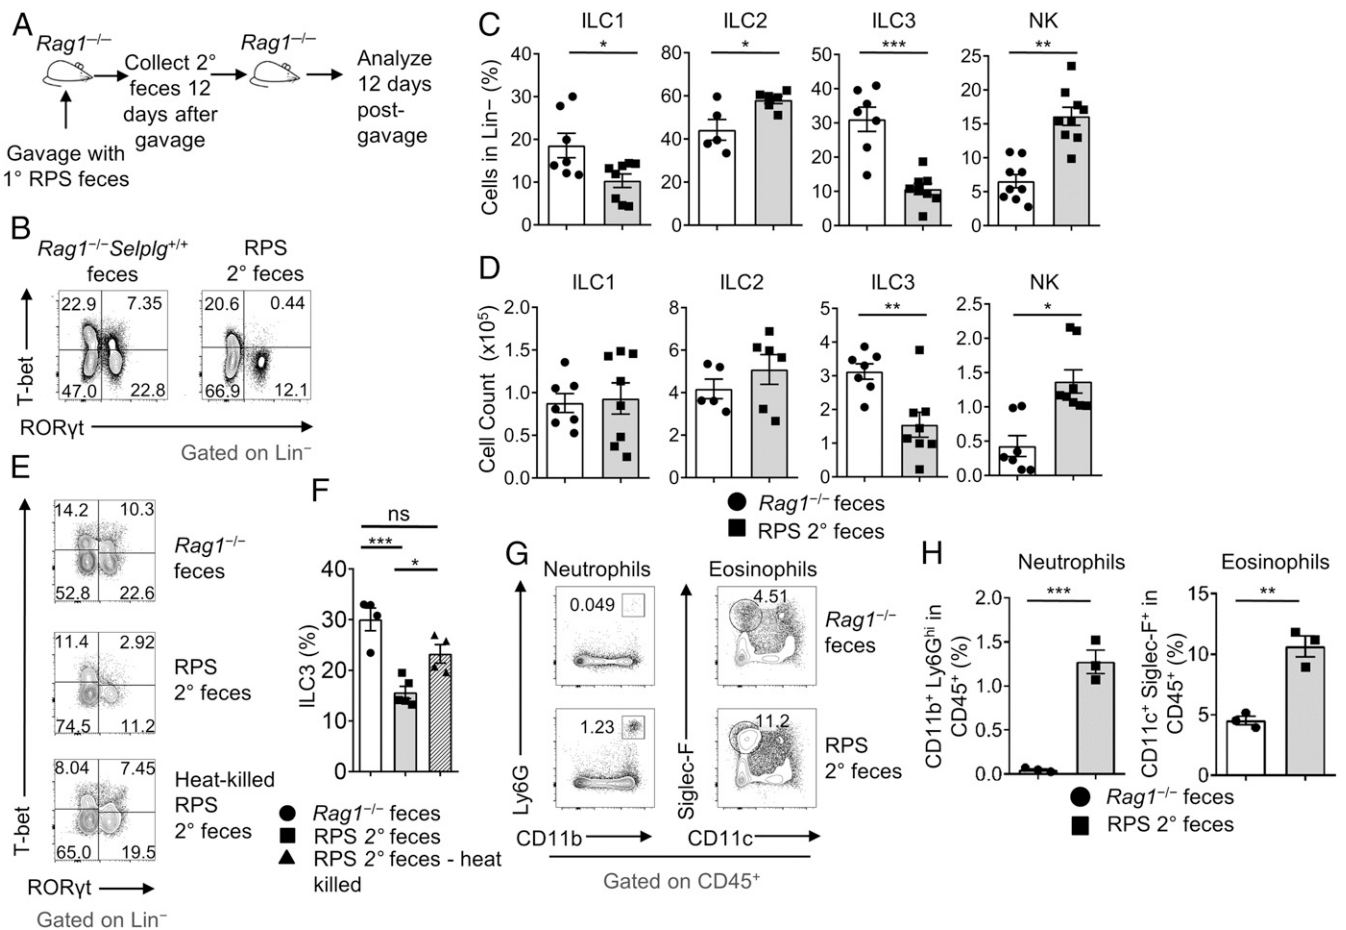 A
Rag1–/–
Rag1–/–
Collect 2°
feces 12
days after
gavage
Analyze
12 days
post-
gavage
Gavage with
1° RPS feces
B
Rag1–/–Selplg+/+
feces
RPS
2° feces
22.9
7.35
47.0
22.8
20.6
0.44
66.9
12.1
T-bet
RORγt
Gated on Lin–
C
ILC1
ILC2
ILC3
NK
Cells in Lin– (%)
*
40
30
20
10
0
*
80
60
40
20
0
***
50
40
30
20
10
0
**
25
20
15
10
5
0
D
ILC1
ILC2
ILC3
NK
Cell Count (x10⁵)
2.0
1.5
1.0
0.5
0.0
8
6
4
2
0
**
5
4
3
2
1
0
*
2.5
2.0
1.5
1.0
0.5
0.0
Rag1–/– feces
RPS 2° feces
E
T-bet
14.2
10.3
52.8
22.6
Rag1–/–
feces
11.4
2.92
74.5
11.2
RPS
2° feces
8.04
7.45
65.0
19.5
Heat-killed
RPS
2° feces
RORγt
Gated on Lin–
F
ns
***
*
ILC3 (%)
40
30
20
10
0
Rag1–/– feces
RPS 2° feces
RPS 2° feces - heat
killed
G
Neutrophils
Eosinophils
0.049
4.51
Rag1–/–
feces
1.23
11.2
RPS
2° feces
Ly6G
Siglec-F
CD11b
CD11c
Gated on CD45+
H
Neutrophils
Eosinophils
***
CD11b+ Ly6Ghi in
CD45+ (%)
2.0
1.5
1.0
0.5
0.0
**
CD11c+ Siglec-F+ in
CD45+ (%)
15
10
5
0
Rag1–/– feces
RPS 2° feces